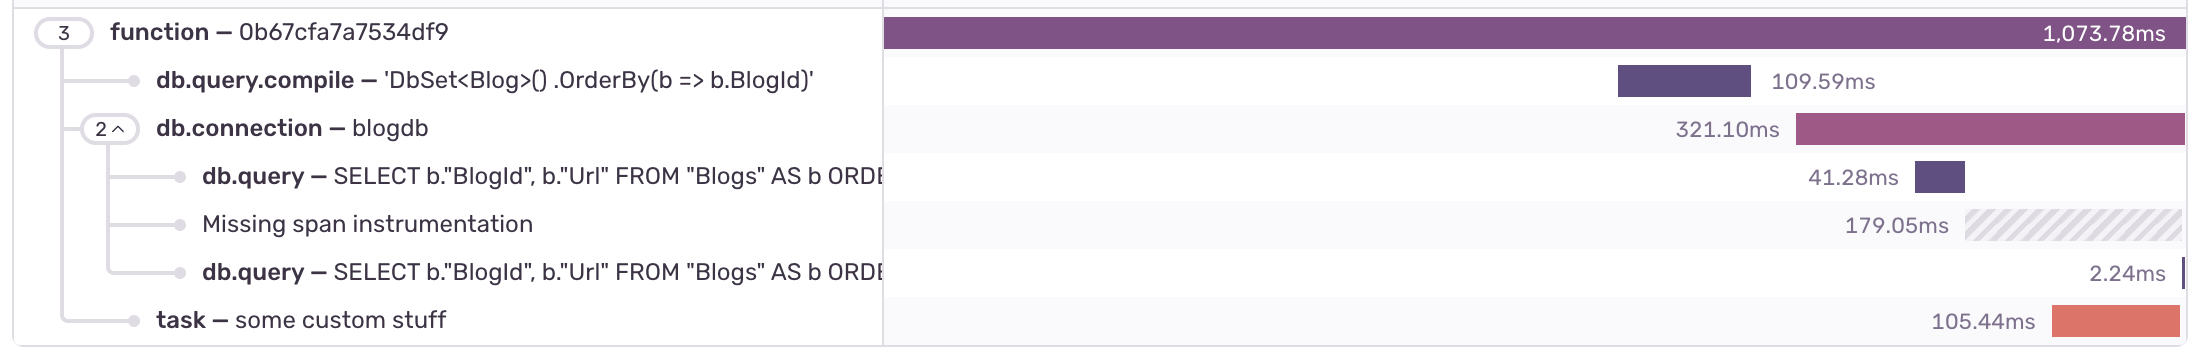 3 function — 0b67cfa7a7534df9 1,073.78ms
db.query.compile — 'DbSet<Blog>() .OrderBy(b => b.BlogId)' 109.59ms
2 db.connection — blogdb 321.10ms
db.query — SELECT b."BlogId", b."Url" FROM "Blogs" AS b ORDE 41.28ms
Missing span instrumentation 179.05ms
db.query — SELECT b."BlogId", b."Url" FROM "Blogs" AS b ORDE 2.24ms
task — some custom stuff 105.44ms